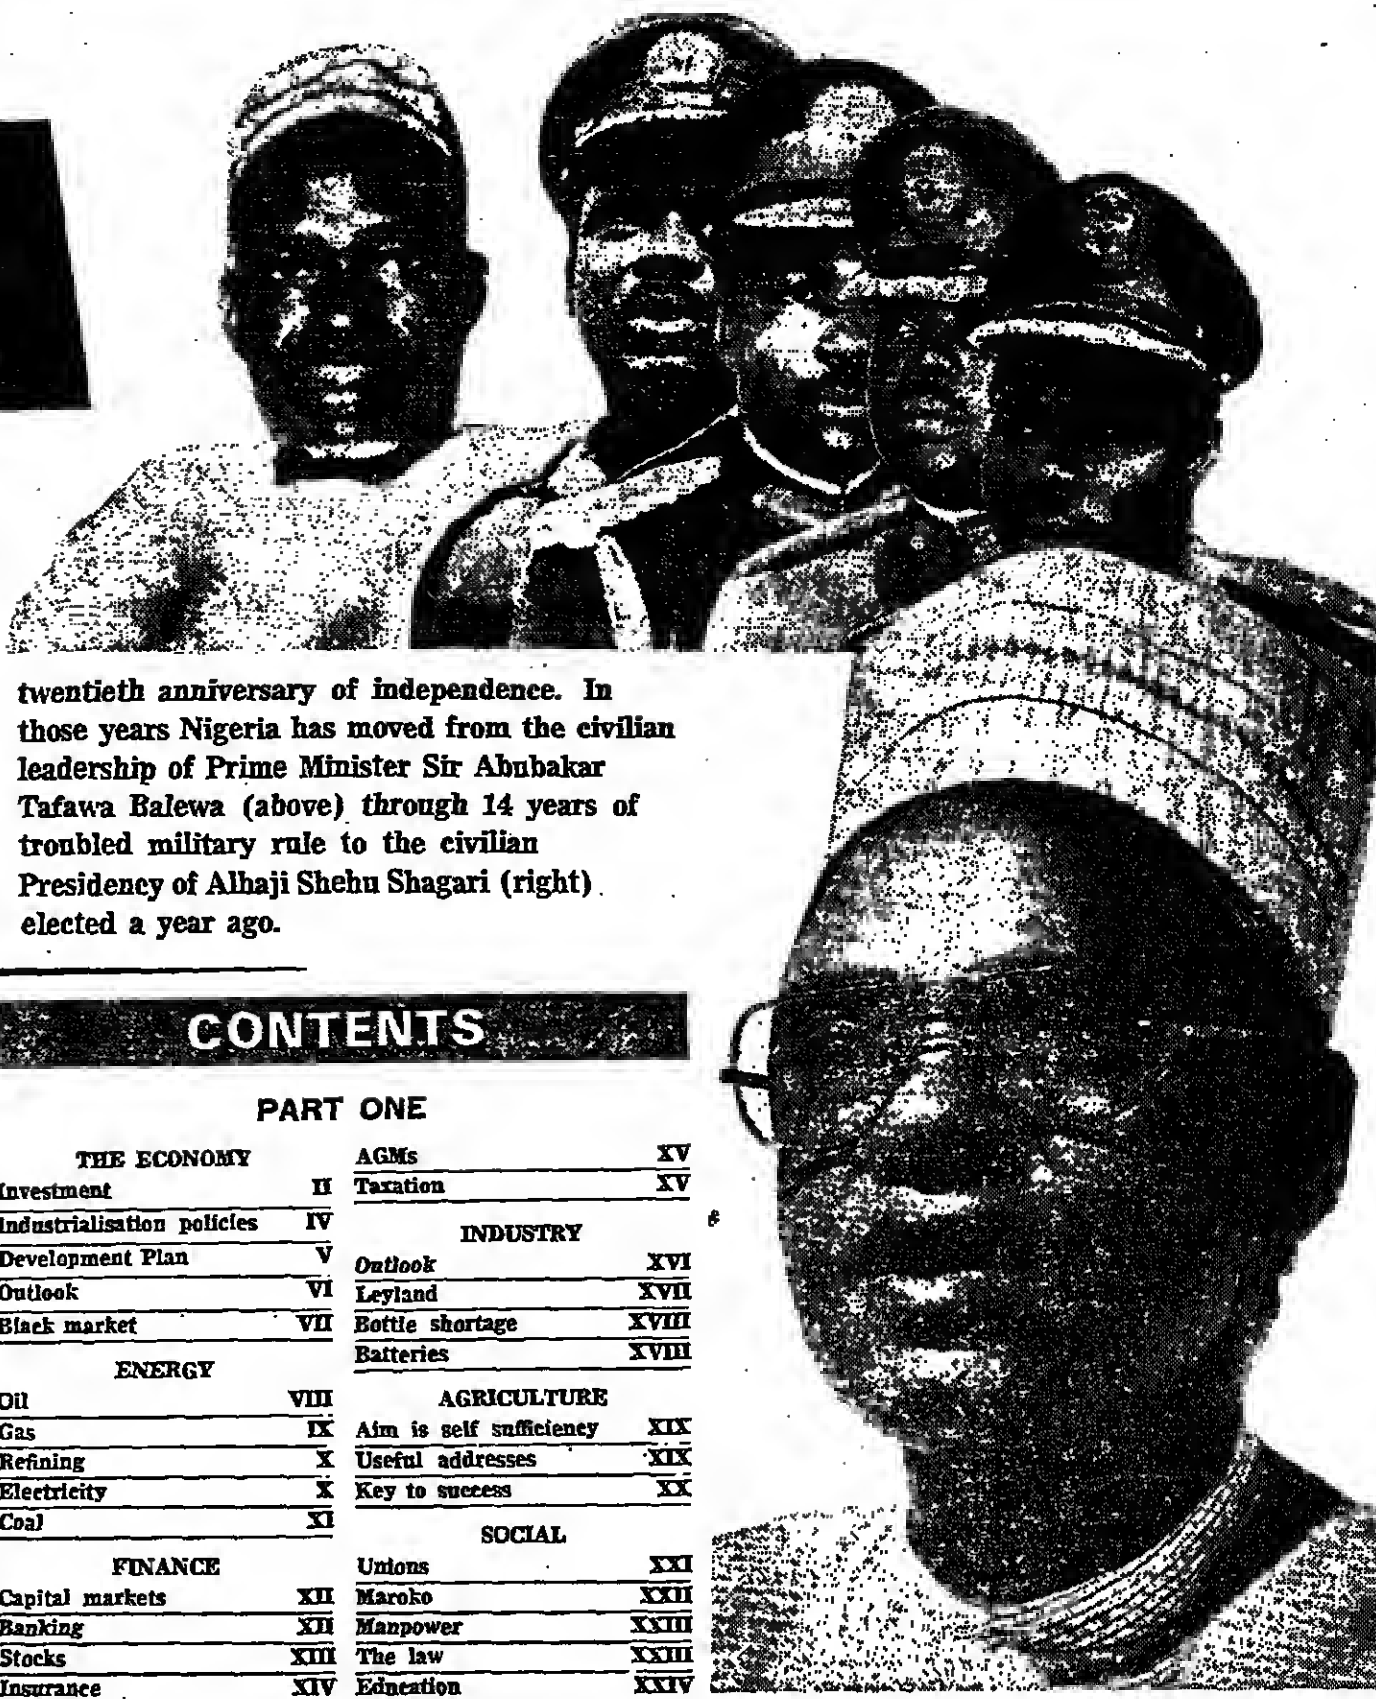 twentieth anniversary of independence. In
those years Nigeria has moved from the civilian
leadership of Prime Minister Sir Abubakar
Tafawa Balewa (above) through 14 years of
troubled military rule to the civilian
Presidency of Alhaji Shehu Shagari (right)
elected a year ago.
CONTENTS
PART ONE
THE ECONOMY
Investment II
Industrialisation policies IV
Development Plan V
Outlook VI
Black market VII
ENERGY
Oil VIII
Gas IX
Refining X
Electricity X
Coal XI
FINANCE
Capital markets XII
Banking XII
Stocks XIII
Insurance XIV
AGMs XV
Taxation XV
INDUSTRY
Outlook XVI
Leyland XVII
Bottle shortage XVIII
Batteries XVIII
AGRICULTURE
Aim is self sufficiency XIX
Useful addresses XIX
Key to success XX
SOCIAL
Unions XXI
Maroko XXII
Manpower XXIII
The law XXIII
Education XXIV